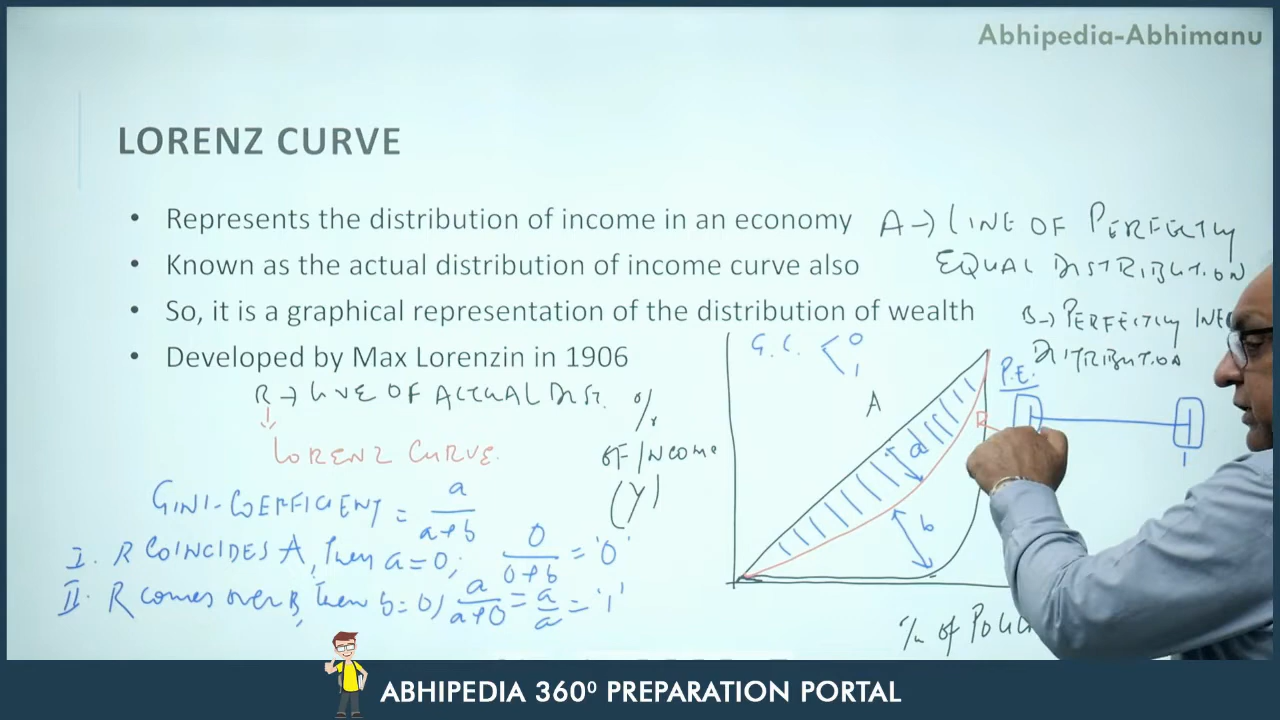 Abhipedia-Abhimanu
LORENZ CURVE
• Represents the distribution of income in an economy
• Known as the actual distribution of income curve also
• So, it is a graphical representation of the distribution of wealth
• Developed by Max Lorenzin in 1906
A → LINE OF PERFECTLY
EQUAL DISTRIBUTION
B → PERFECTLY
DISTRIBUTION
R → LINE OF ACTUAL DIST.
LORENZ CURVE.
GINI-COEFFICIENT = a / a+b
I. R COINCIDES A, then a=0; 0 / 0+b = '0'
II. R comes over B, then b=0, a / a+0 = a / a = '1'
%
OF INCOME
(Y)
G.C. < 0
1
A
a
b
R
P.E.
1
% of
ABHIPEDIA 360⁰ PREPARATION PORTAL